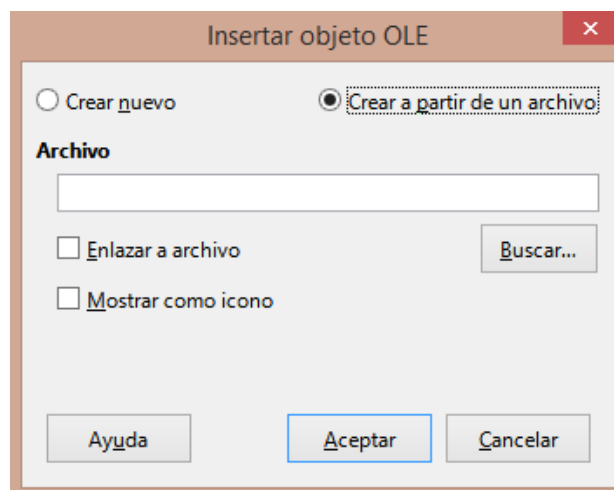 Insertar objeto OLE
Crear nuevo
Crear a partir de un archivo
Archivo
Enlazar a archivo
Buscar...
Mostrar como icono
Ayuda
Aceptar
Cancelar